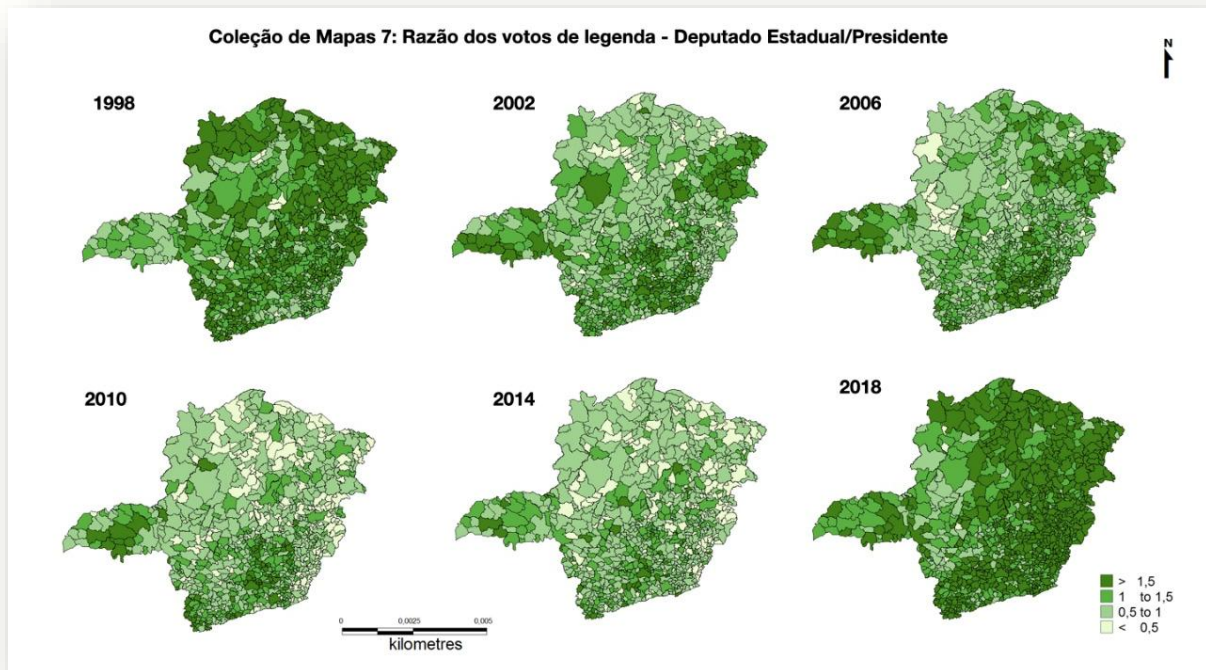 Coleção de Mapas 7: Razão dos votos de legenda - Deputado Estadual/Presidente
N
1998
2002
2006
2010
2014
2018
0 0,0025 0,005
kilometres
> 1,5
1 to 1,5
0,5 to 1
< 0,5